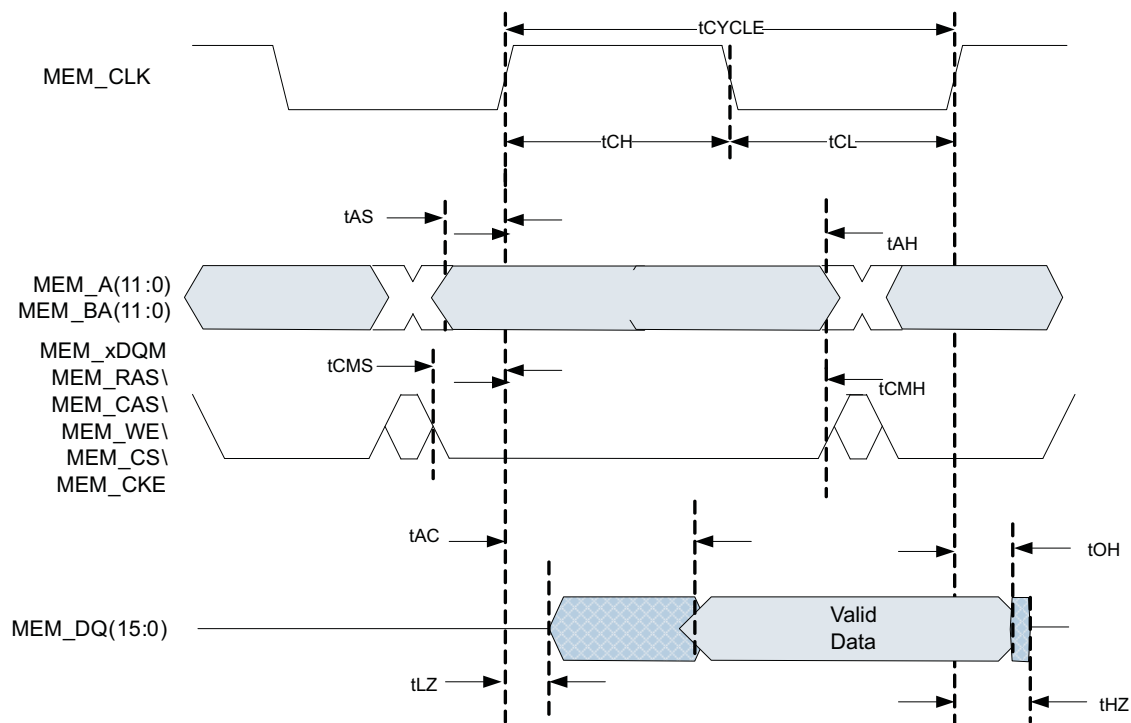 tCYCLE
MEM_CLK
tCH
tCL
tAS
tAH
MEM_A(11:0)
MEM_BA(11:0)
MEM_xDQM
MEM_RAS\
MEM_CAS\
MEM_WE\
MEM_CS\
MEM_CKE
tCMS
tCMH
tAC
tOH
MEM_DQ(15:0)
Valid
Data
tLZ
tHZ